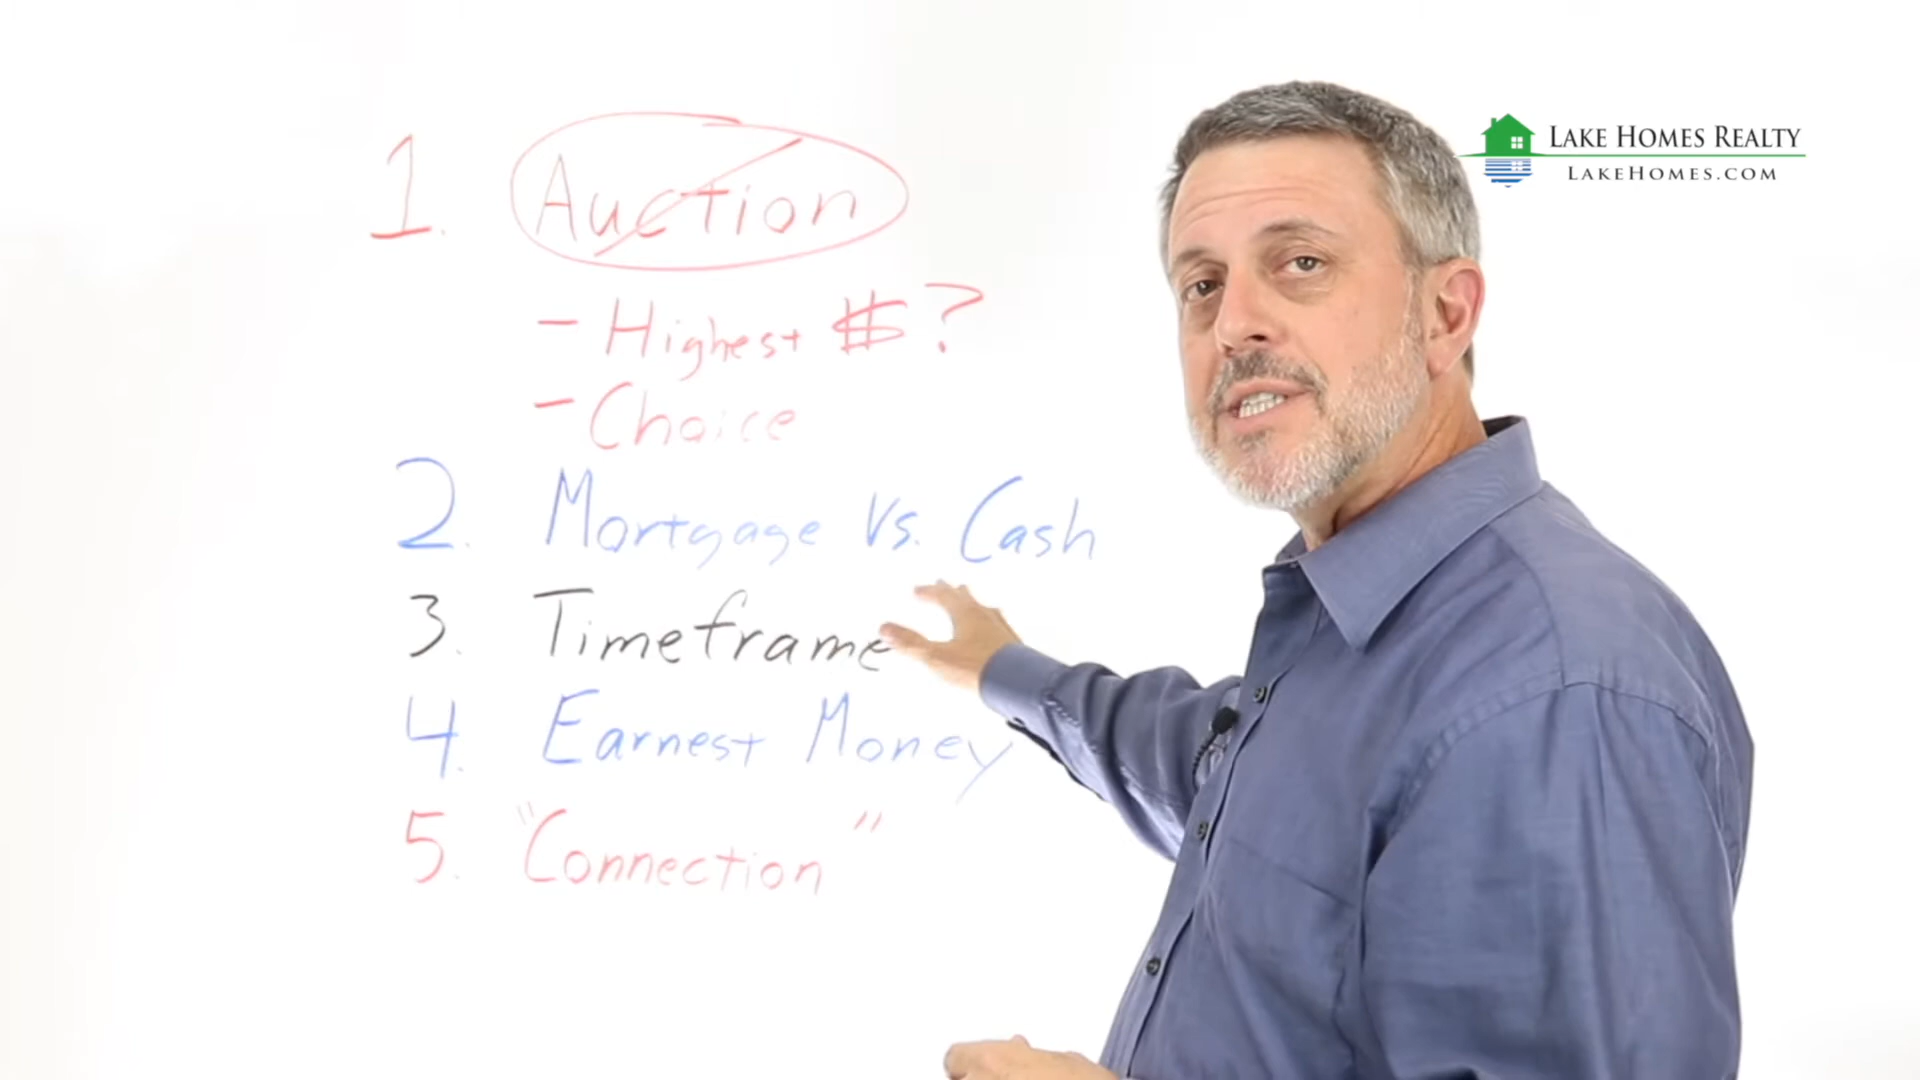 1. Auction
- Highest $?
- Choice
2. Mortgage Vs. Cash
3. Timeframe
4. Earnest Money
5. "Connection"
LAKE HOMES REALTY
LAKEHOMES.COM